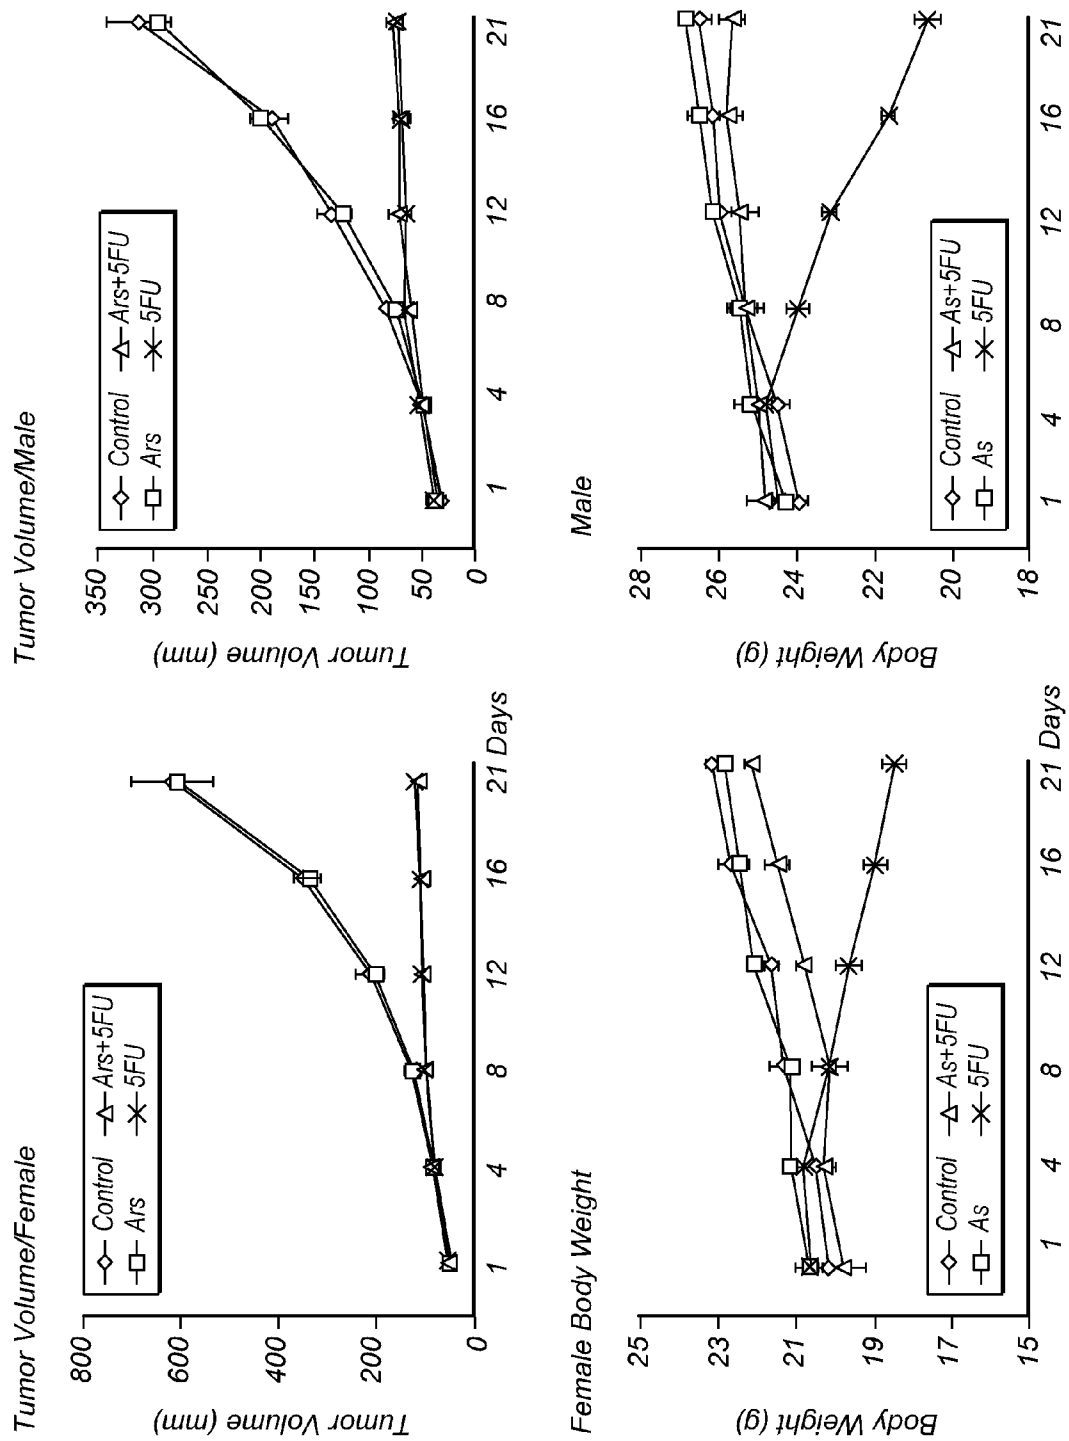 Tumor Volume/Female
Tumor Volume (mm)
800
600
400
200
0
Control
Ars+5FU
Ars
5FU
1
4
8
12
16
21
Days
Tumor Volume/Male
Tumor Volume (mm)
350
300
250
200
150
100
50
0
Control
Ars+5FU
Ars
5FU
1
4
8
12
16
21
Female Body Weight
Body Weight (g)
25
23
21
19
17
15
Control
As+5FU
As
5FU
1
4
8
12
16
21
Days
Male
Body Weight (g)
28
26
24
22
20
18
Control
As+5FU
As
5FU
1
4
8
12
16
21